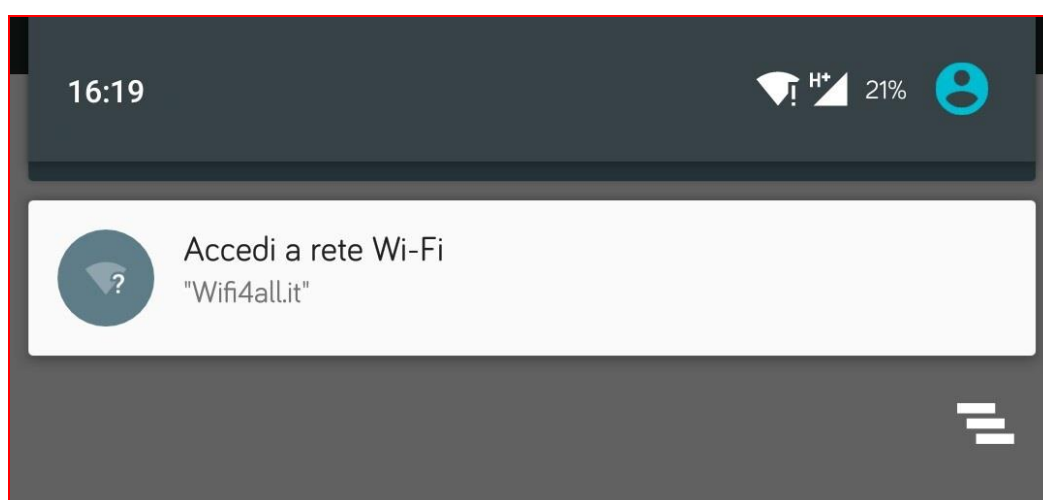 16:19
H+
21%
Accedi a rete Wi-Fi
"Wifi4all.it"